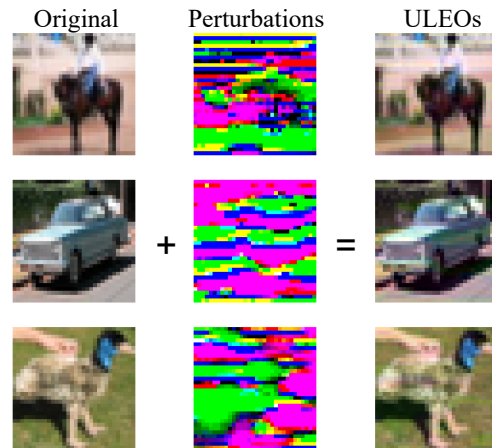 Original Perturbations ULEOs
+ =